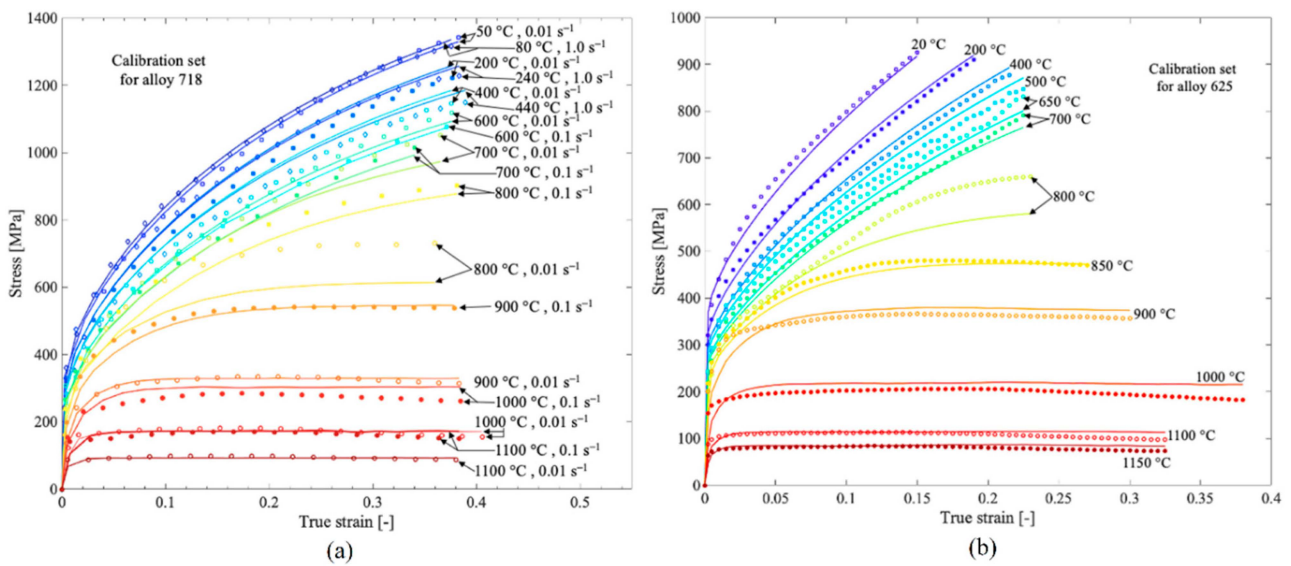 1400
1200
1000
800
600
400
200
0
Stress [MPa]
Calibration set
for alloy 718
50 °C , 0.01 s⁻¹
80 °C , 1.0 s⁻¹
200 °C , 0.01 s⁻¹
240 °C , 1.0 s⁻¹
400 °C , 0.01 s⁻¹
440 °C , 1.0 s⁻¹
600 °C , 0.01 s⁻¹
600 °C , 0.1 s⁻¹
700 °C , 0.01 s⁻¹
700 °C , 0.1 s⁻¹
800 °C , 0.1 s⁻¹
800 °C , 0.01 s⁻¹
900 °C , 0.1 s⁻¹
900 °C , 0.01 s⁻¹
1000 °C , 0.1 s⁻¹
1000 °C , 0.01 s⁻¹
1100 °C , 0.1 s⁻¹
1100 °C , 0.01 s⁻¹
0 0.1 0.2 0.3 0.4 0.5
True strain [-]
(a)
1000
900
800
700
600
500
400
300
200
100
0
Stress [MPa]
20 °C
200 °C
400 °C
500 °C
650 °C
700 °C
Calibration set
for alloy 625
800 °C
850 °C
900 °C
1000 °C
1100 °C
1150 °C
0 0.05 0.1 0.15 0.2 0.25 0.3 0.35 0.4
True strain [-]
(b)